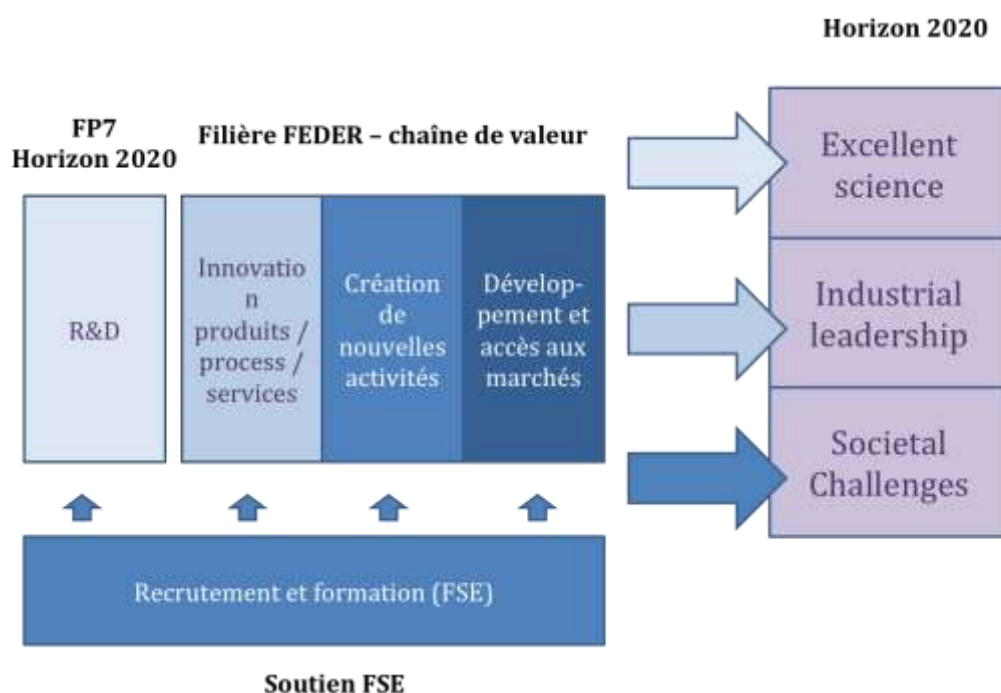 Horizon 2020
FP7
Horizon 2020
Filière FEDER – chaîne de valeur
R&D
Innovatio
n
produits /
process /
services
Création
de
nouvelles
activités
Dévelop-
pement et
accès aux
marchés
Excellent
science
Industrial
leadership
Societal
Challenges
Recrutement et formation (FSE)
Soutien FSE